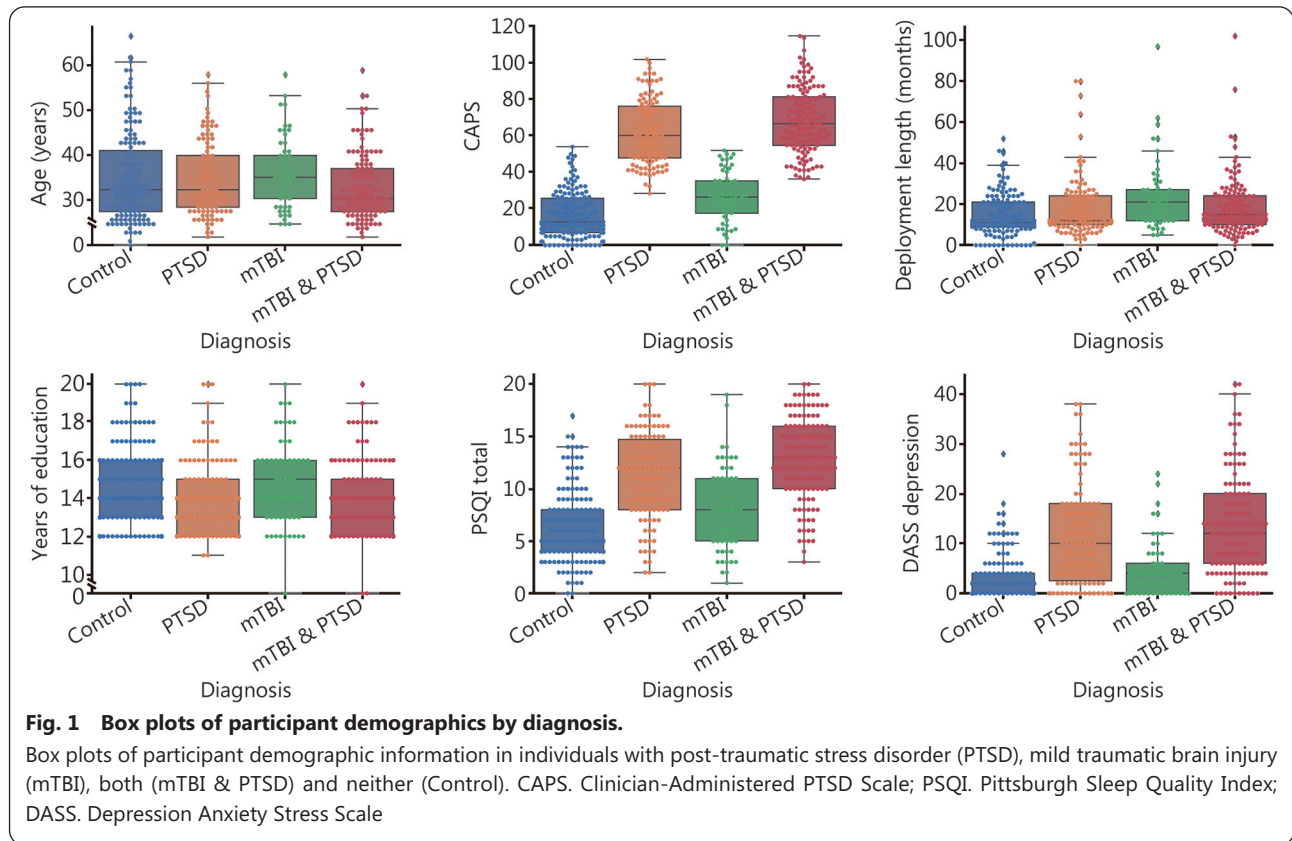 Age (years)
60
50
40
30
0
Control
PTSD
mTBI
mTBI & PTSD
Diagnosis
CAPS
120
100
80
60
40
20
0
Control
PTSD
mTBI
mTBI & PTSD
Diagnosis
Deployment length (months)
100
80
60
40
20
0
Control
PTSD
mTBI
mTBI & PTSD
Diagnosis
Years of education
20
18
16
14
12
10
0
Control
PTSD
mTBI
mTBI & PTSD
Diagnosis
PSQI total
20
15
10
5
0
Control
PTSD
mTBI
mTBI & PTSD
Diagnosis
DASS depression
40
30
20
10
0
Control
PTSD
mTBI
mTBI & PTSD
Diagnosis
Fig. 1 Box plots of participant demographics by diagnosis.
Box plots of participant demographic information in individuals with post-traumatic stress disorder (PTSD), mild traumatic brain injury
(mTBI), both (mTBI & PTSD) and neither (Control). CAPS. Clinician-Administered PTSD Scale; PSQI. Pittsburgh Sleep Quality Index;
DASS. Depression Anxiety Stress Scale